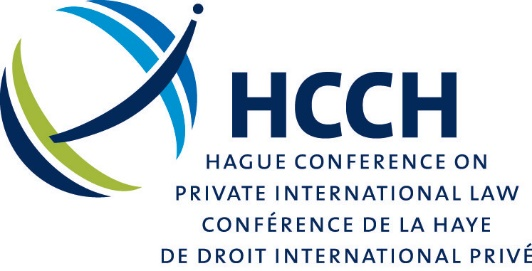 HCCH
HAGUE CONFERENCE ON
PRIVATE INTERNATIONAL LAW
CONFÉRENCE DE LA HAYE
DE DROIT INTERNATIONAL PRIVÉ